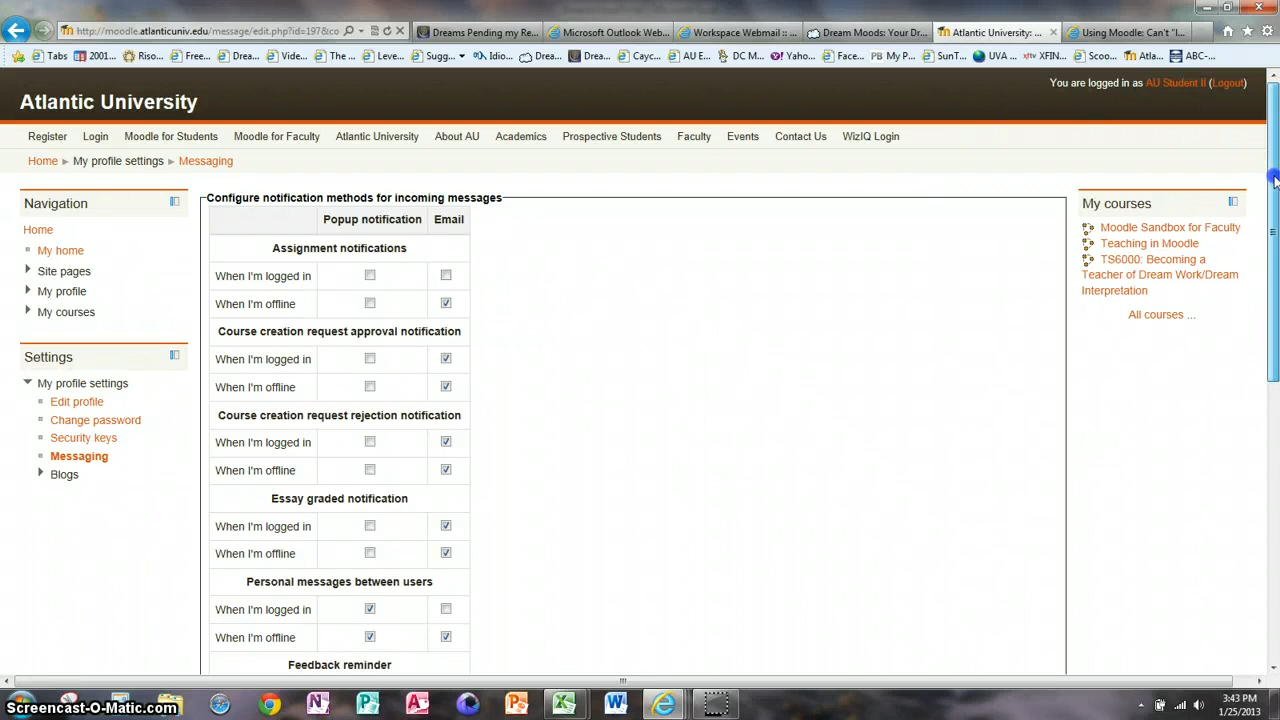 http://moodle.atlanticuniv.edu/message/edit.php?id=197&co
Dreams Pending my Re...
Microsoft Outlook Web...
Workspace Webmail :: ...
Dream Moods: Your Dr...
Atlantic University: ...
Using Moodle: Can't "I...
Tabs 2001... Riso... Free... Drea... Vide... The ... Leve... Sugg... Idio... Drea... Drea... Cayc... AU E... DC M... Yaho... Face... PB My P... SunT... UVA ... xftv XFIN... Scoo... Atla... ABC-...
You are logged in as AU Student II (Logout)
Atlantic University
Register Login Moodle for Students Moodle for Faculty Atlantic University About AU Academics Prospective Students Faculty Events Contact Us WizIQ Login
Home ► My profile settings ► Messaging
Navigation
Home
My home
Site pages
My profile
My courses
Settings
My profile settings
Edit profile
Change password
Security keys
Messaging
Blogs
Configure notification methods for incoming messages
Popup notification Email
Assignment notifications
When I'm logged in
When I'm offline
Course creation request approval notification
When I'm logged in
When I'm offline
Course creation request rejection notification
When I'm logged in
When I'm offline
Essay graded notification
When I'm logged in
When I'm offline
Personal messages between users
When I'm logged in
When I'm offline
Feedback reminder
My courses
Moodle Sandbox for Faculty
Teaching in Moodle
TS6000: Becoming a
Teacher of Dream Work/Dream
Interpretation
All courses ...
Screencast-O-Matic.com
3:43 PM
1/25/2013